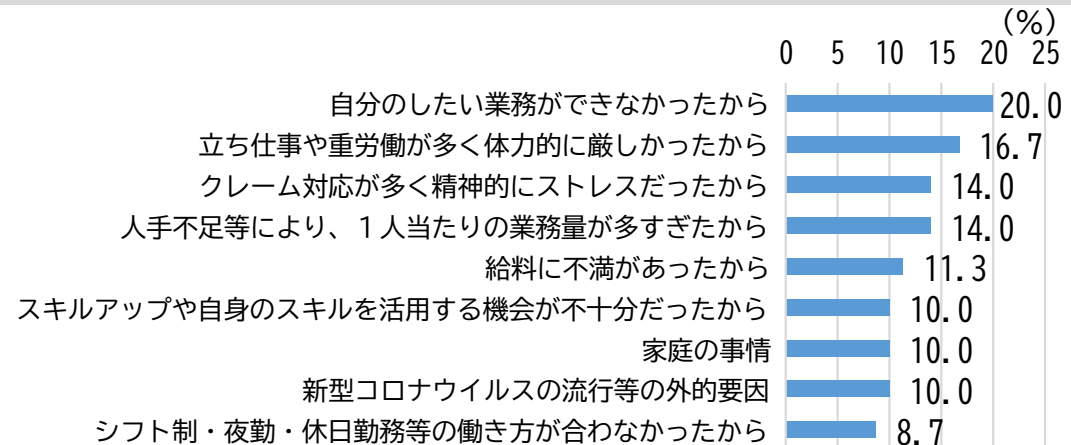 (%)
0 5 10 15 20 25
自分のしたい業務ができなかったから 20.0
立ち仕事や重労働が多く体力的に厳しかったから 16.7
クレーム対応が多く精神的にストレスだったから 14.0
人手不足等により、1人当たりの業務量が多すぎたから 14.0
給料に不満があったから 11.3
スキルアップや自身のスキルを活用する機会が不十分だったから 10.0
家庭の事情 10.0
新型コロナウイルスの流行等の外的要因 10.0
シフト制・夜勤・休日勤務等の働き方が合わなかったから 8.7